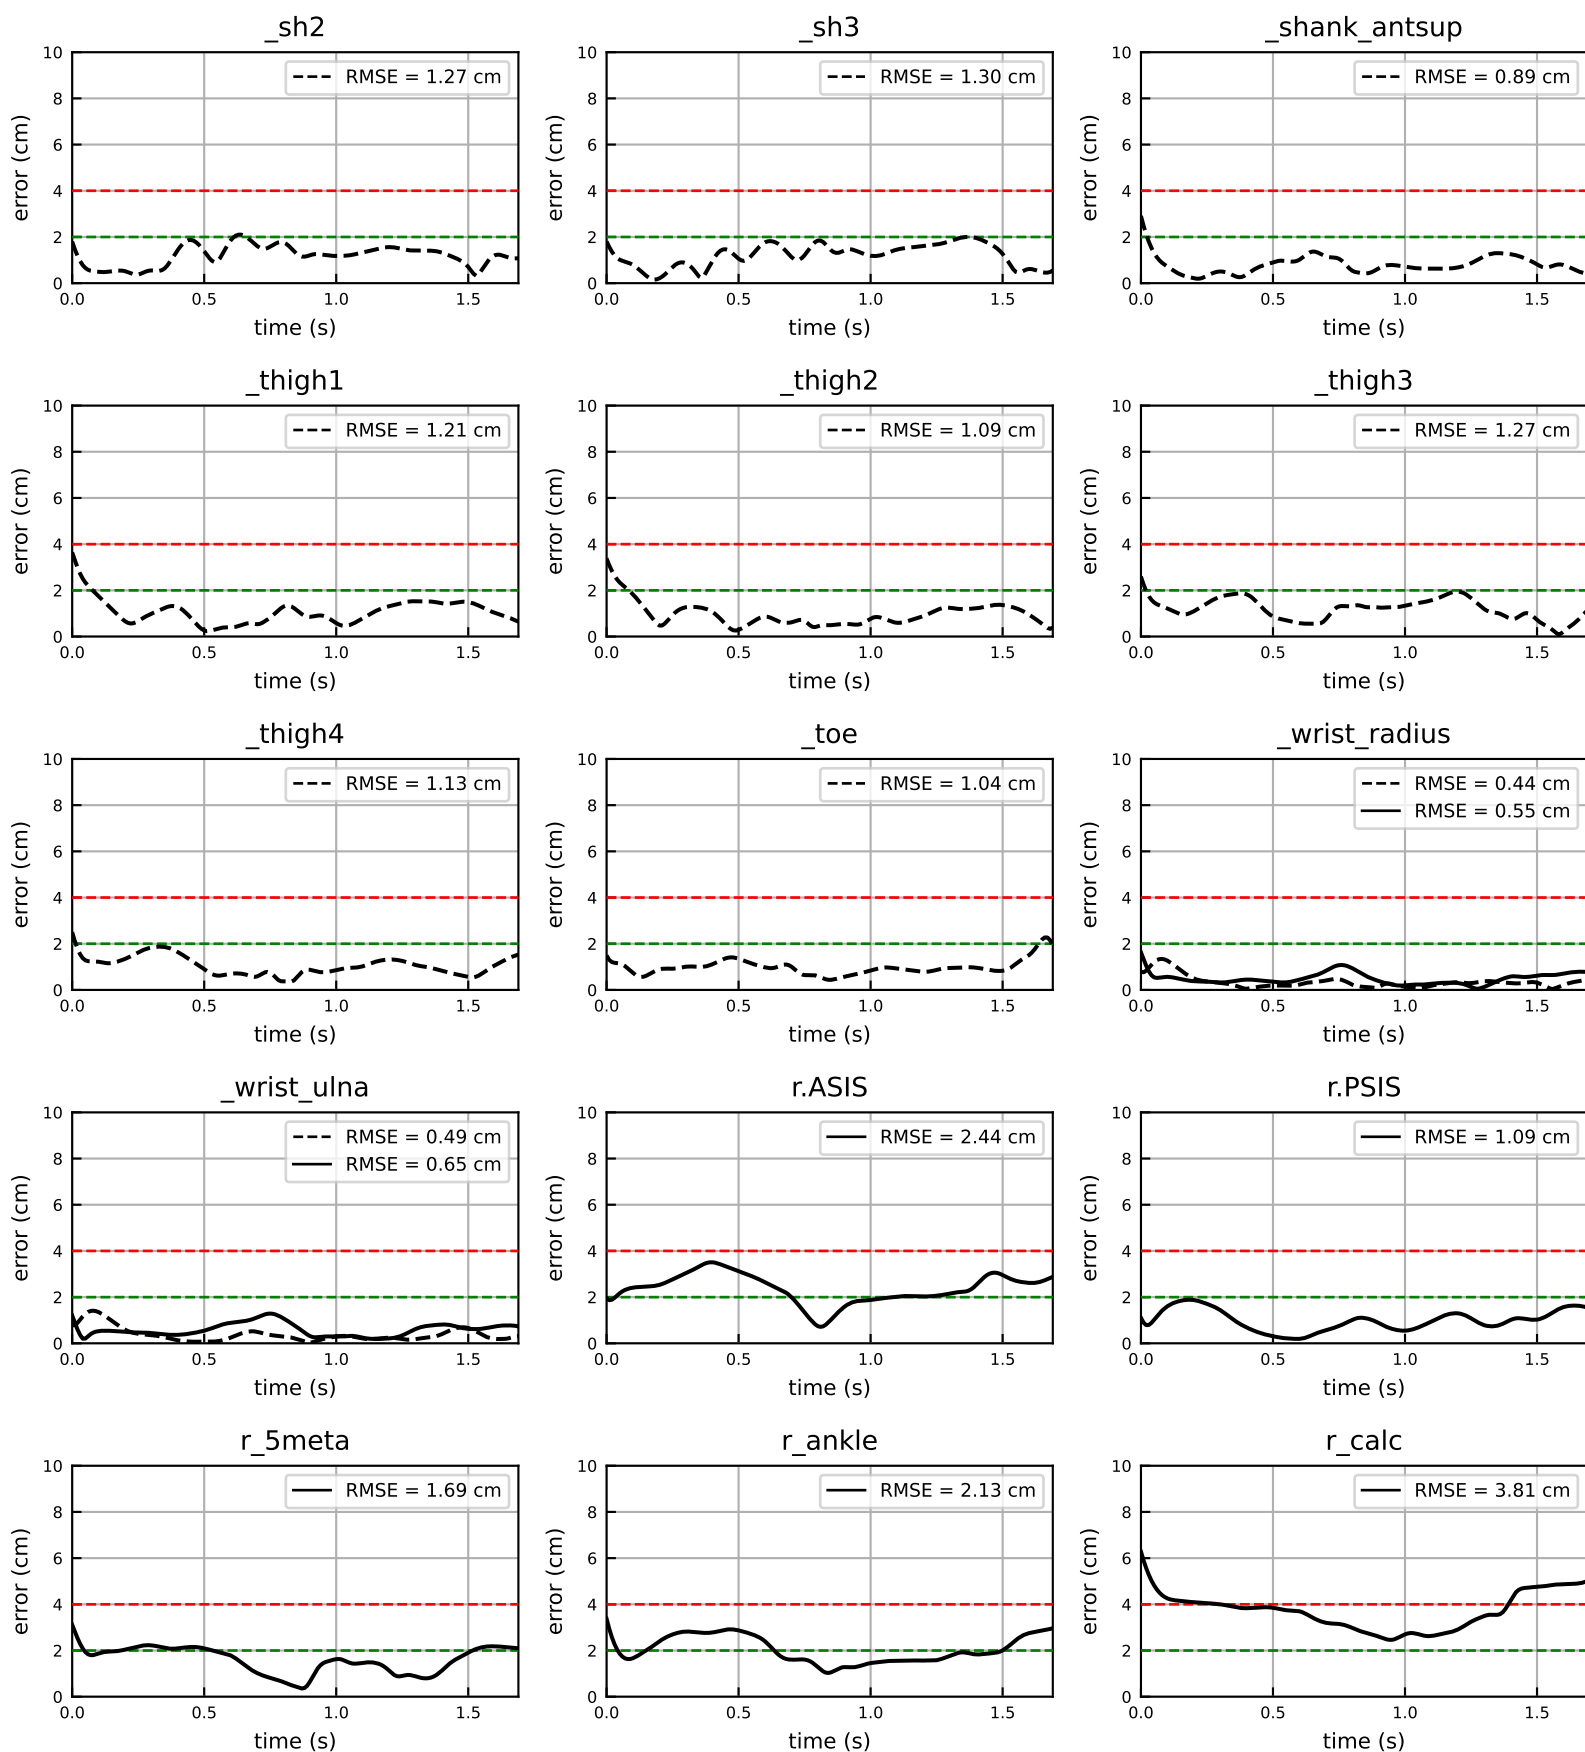 _sh2 _sh3 _shank_antsup
10 10 10
RMSE = 1.27 cm RMSE = 1.30 cm RMSE = 0.89 cm
8 8 8
6 6 6
error (cm) error (cm) error (cm)
4 4 4
2 2 2
0 0 0
0.0 0.5 1.0 1.5 0.0 0.5 1.0 1.5 0.0 0.5 1.0 1.5
time (s) time (s) time (s)
_thigh1 _thigh2 _thigh3
10 10 10
RMSE = 1.21 cm RMSE = 1.09 cm RMSE = 1.27 cm
8 8 8
6 6 6
error (cm) error (cm) error (cm)
4 4 4
2 2 2
0 0 0
0.0 0.5 1.0 1.5 0.0 0.5 1.0 1.5 0.0 0.5 1.0 1.5
time (s) time (s) time (s)
_thigh4 _toe _wrist_radius
10 10 10
RMSE = 1.13 cm RMSE = 1.04 cm RMSE = 0.44 cm
RMSE = 0.55 cm
8 8 8
6 6 6
error (cm) error (cm) error (cm)
4 4 4
2 2 2
0 0 0
0.0 0.5 1.0 1.5 0.0 0.5 1.0 1.5 0.0 0.5 1.0 1.5
time (s) time (s) time (s)
_wrist_ulna r.ASIS r.PSIS
10 10 10
RMSE = 0.49 cm RMSE = 2.44 cm RMSE = 1.09 cm
RMSE = 0.65 cm
8 8 8
6 6 6
error (cm) error (cm) error (cm)
4 4 4
2 2 2
0 0 0
0.0 0.5 1.0 1.5 0.0 0.5 1.0 1.5 0.0 0.5 1.0 1.5
time (s) time (s) time (s)
r_5meta r_ankle r_calc
10 10 10
RMSE = 1.69 cm RMSE = 2.13 cm RMSE = 3.81 cm
8 8 8
6 6 6
error (cm) error (cm) error (cm)
4 4 4
2 2 2
0 0 0
0.0 0.5 1.0 1.5 0.0 0.5 1.0 1.5 0.0 0.5 1.0 1.5
time (s) time (s) time (s)